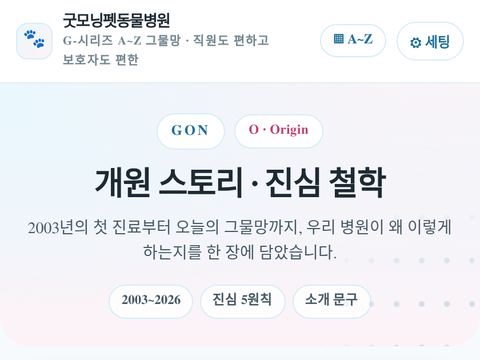 굿모닝펫동물병원
G-시리즈 A~Z 그물망 · 직원도 편하고
보호자도 편한
A~Z
세팅
GON
O · Origin
개원 스토리 · 진심 철학
2003년의 첫 진료부터 오늘의 그물망까지, 우리 병원이 왜 이렇게
하는지를 한 장에 담았습니다.
2003~2026
진심 5원칙
소개 문구